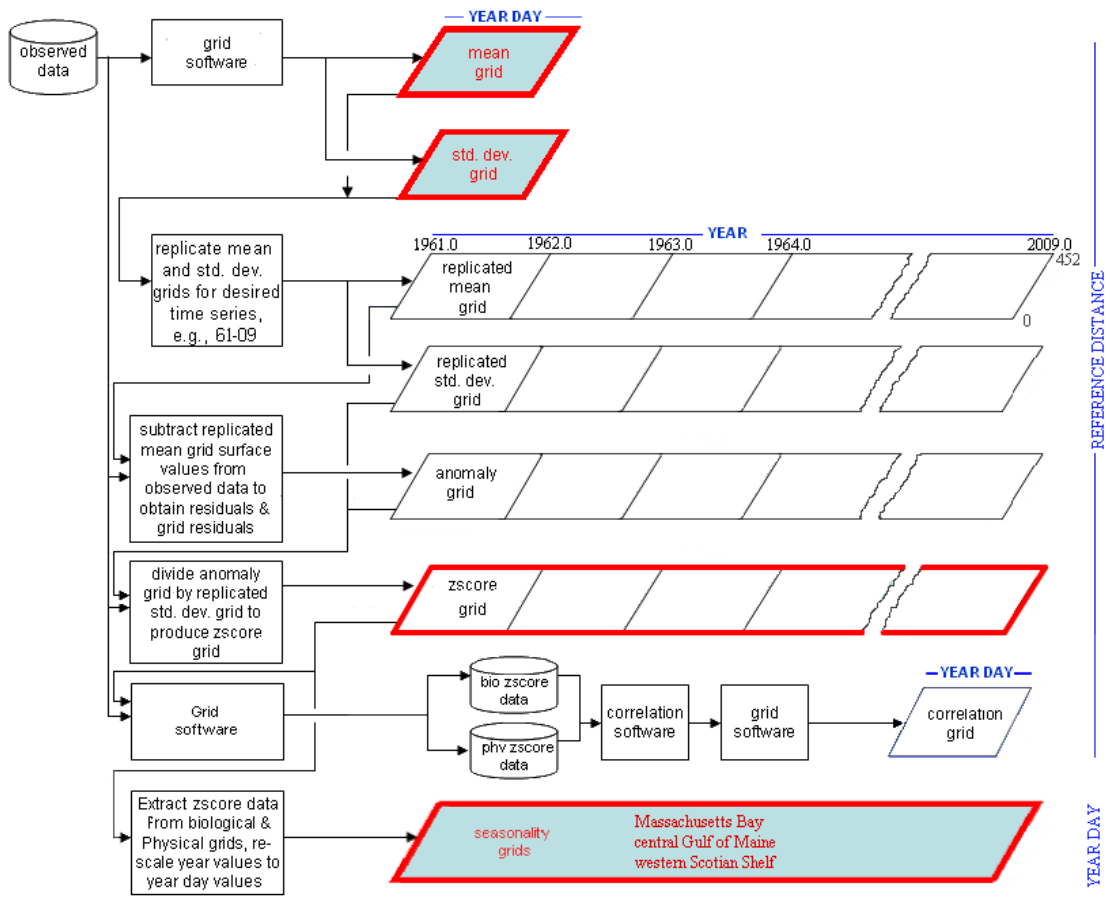 YEAR DAY
observed
data
grid
software
mean
grid
std. dev.
grid
replicate mean
and std. dev.
grids for desired
time series,
e.g., 61-09
YEAR
1961.0
1962.0
1963.0
1964.0
2009.0
452
0
replicated
mean
grid
replicated
std. dev.
grid
subtract replicated
mean grid surface
values from
observed data to
obtain residuals &
grid residuals
anomaly
grid
divide anomaly
grid by replicated
std. dev. grid to
produce zscore
grid
zscore
grid
Grid
software
bio zscore
data
phv zscore
data
correlation
software
grid
software
YEAR DAY
correlation
grid
Extract zscore data
From biological &
Physical grids, re-
scale year values to
year day values
seasonality
grids
Massachusetts Bay
central Gulf of Maine
western Scotian Shelf
REFERENCE DISTANCE
YEAR DAY